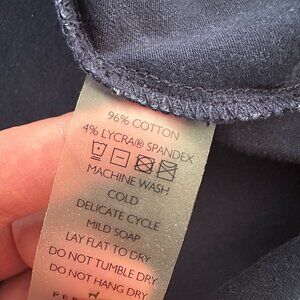 96% COTTON
4% LYCRA® SPANDEX
MACHINE WASH
COLD
DELICATE CYCLE
MILD SOAP
LAY FLAT TO DRY
DO NOT TUMBLE DRY
DO NOT HANG DRY